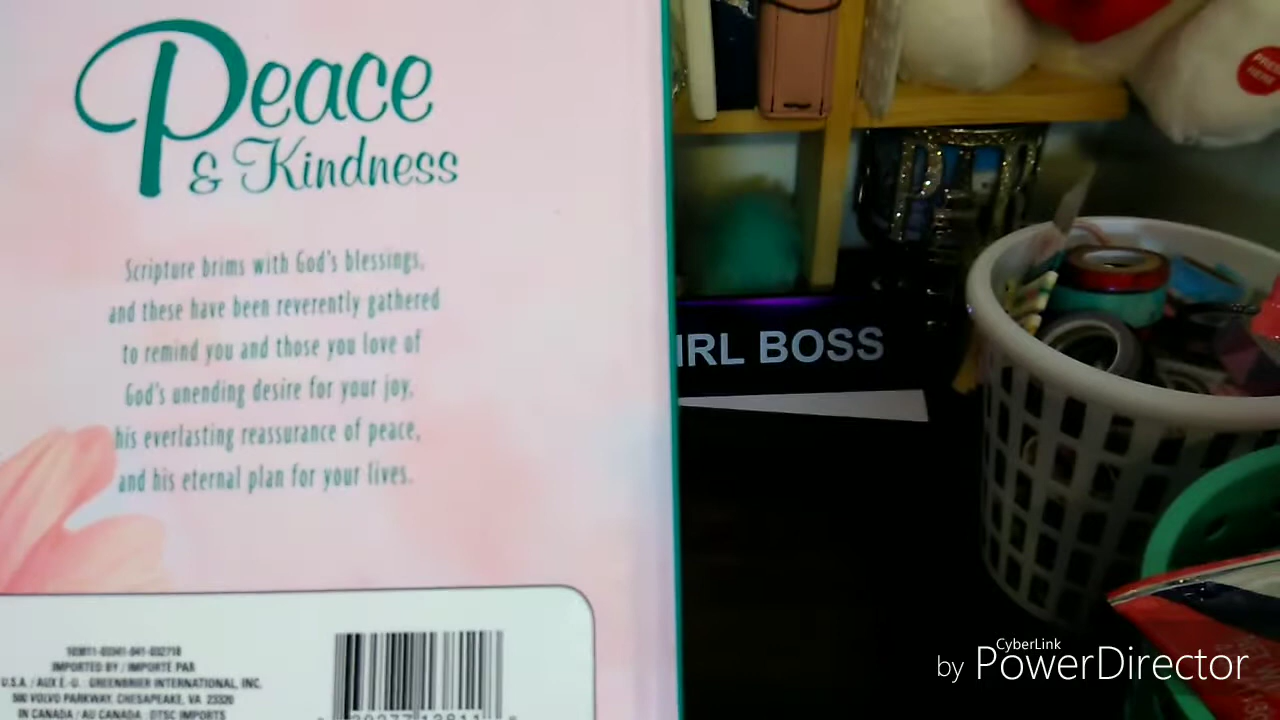 Peace
& Kindness
Scripture brims with God's blessings,
and these have been reverently gathered
to remind you and those you love of
God's unending desire for your joy,
his everlasting reassurance of peace,
and his eternal plan for your lives.
IMPORTED BY / IMPORTÉ PAR
U.S.A. / AUX É.-U. : GREENBRIER INTERNATIONAL, INC.
500 VOLVO PARKWAY, CHESAPEAKE, VA 23320
IN CANADA / AU CANADA : DTSC IMPORTS
IRL BOSS
PRESS
HERE
CyberLink
by PowerDirector